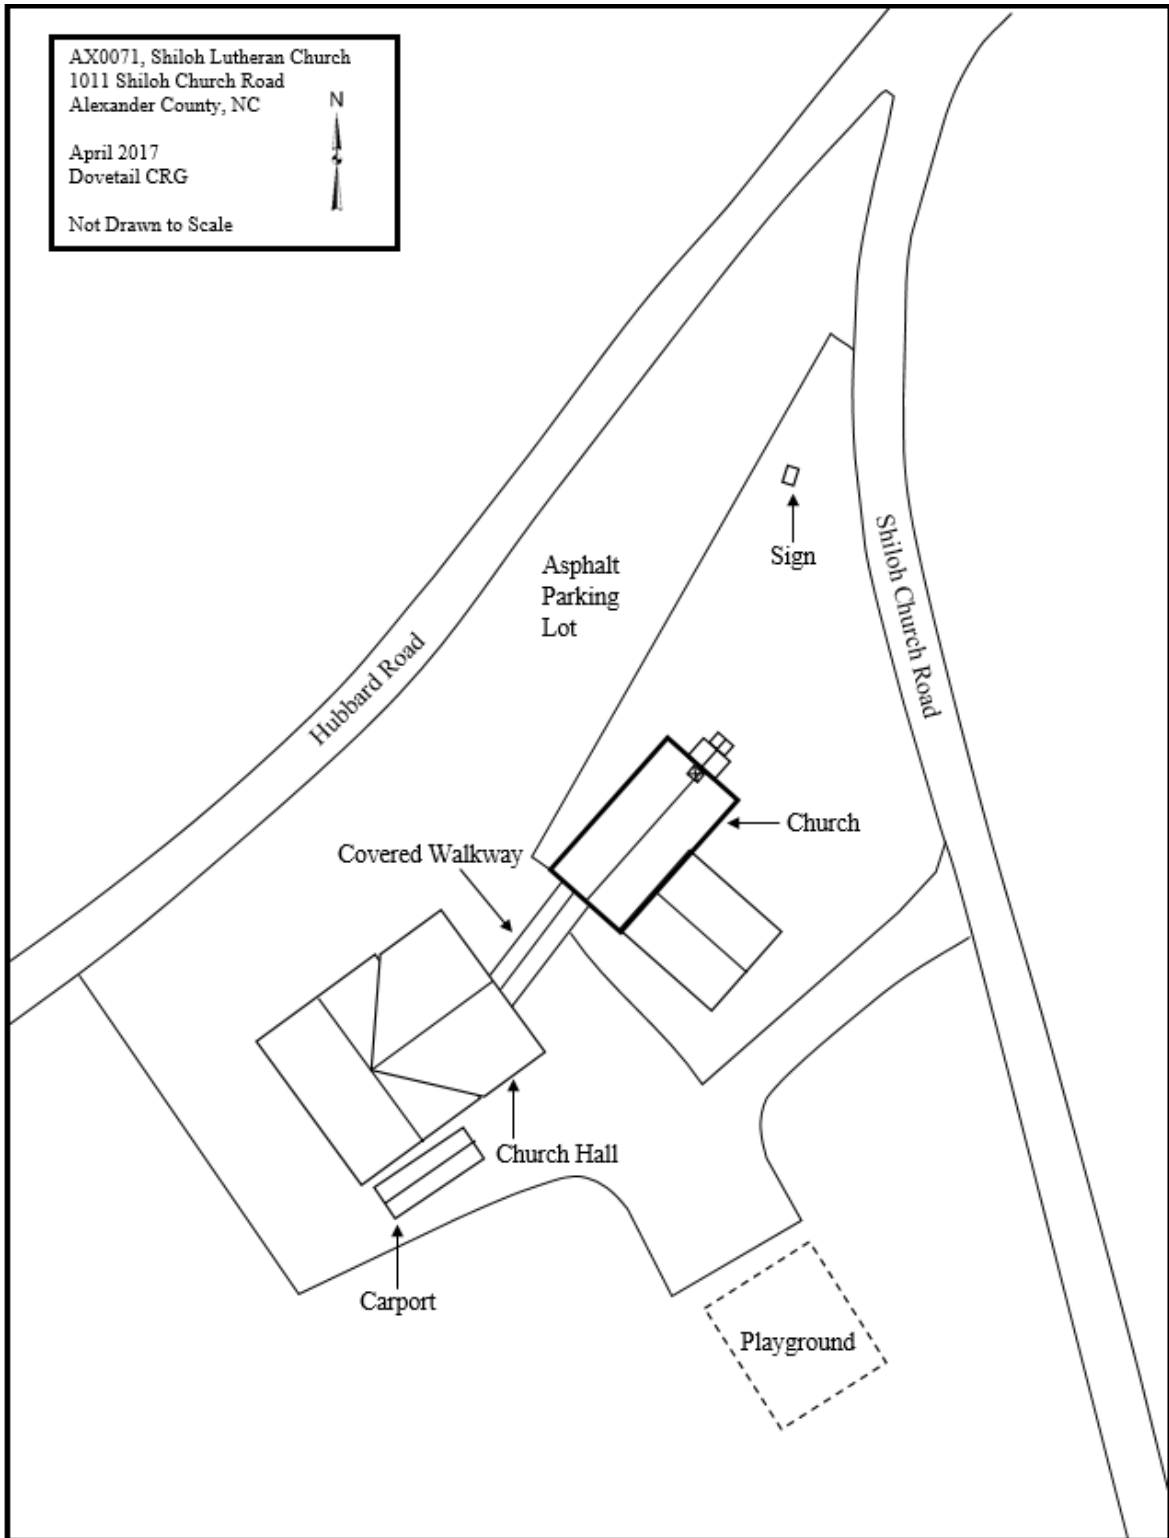 AX0071, Shiloh Lutheran Church
1011 Shiloh Church Road
Alexander County, NC
N
April 2017
Dovetail CRG
Not Drawn to Scale
Asphalt
Parking
Lot
Sign
Shiloh Church Road
Hubbard Road
Church
Covered Walkway
Church Hall
Carport
Playground